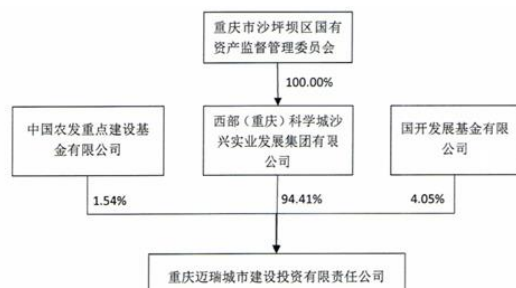 重庆市沙坪坝区国有
资产监督管理委员会
100.00%
中国农发重点建设基
金有限公司
西部（重庆）科学城沙
兴实业发展集团有限
公司
国开发展基金有限
公司
1.54%
94.41%
4.05%
重庆迈瑞城市建设投资有限责任公司